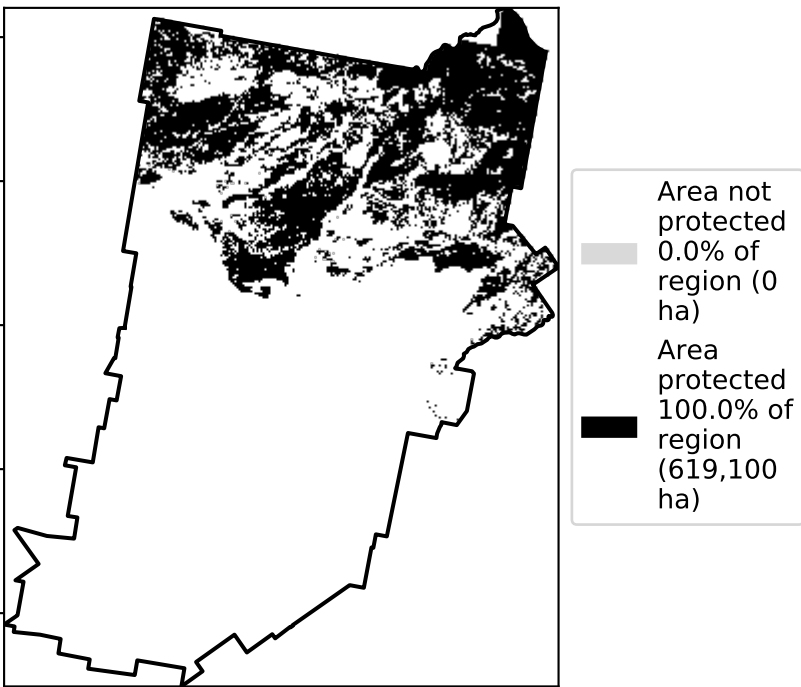 Area not
protected
0.0% of
region (0
ha)
Area
protected
100.0% of
region
(619,100
ha)